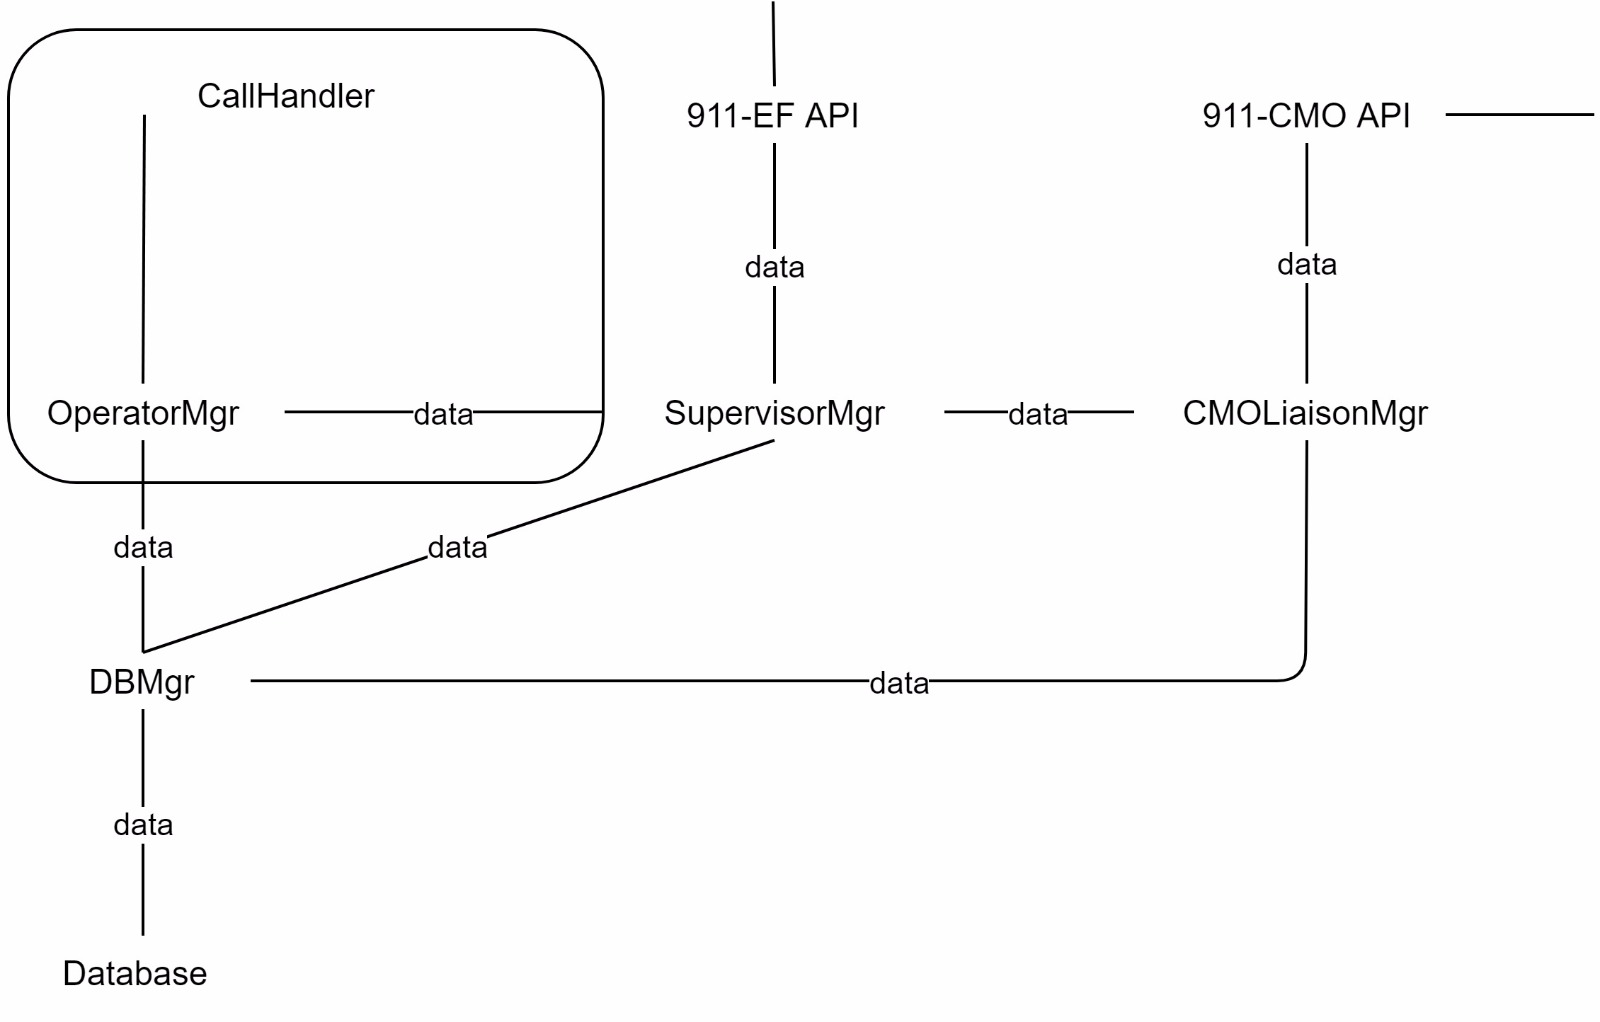 CallHandler
911-EF API
911-CMO API
data
data
OperatorMgr
data
SupervisorMgr
data
CMOLiaisonMgr
data
data
DBMgr
data
data
Database